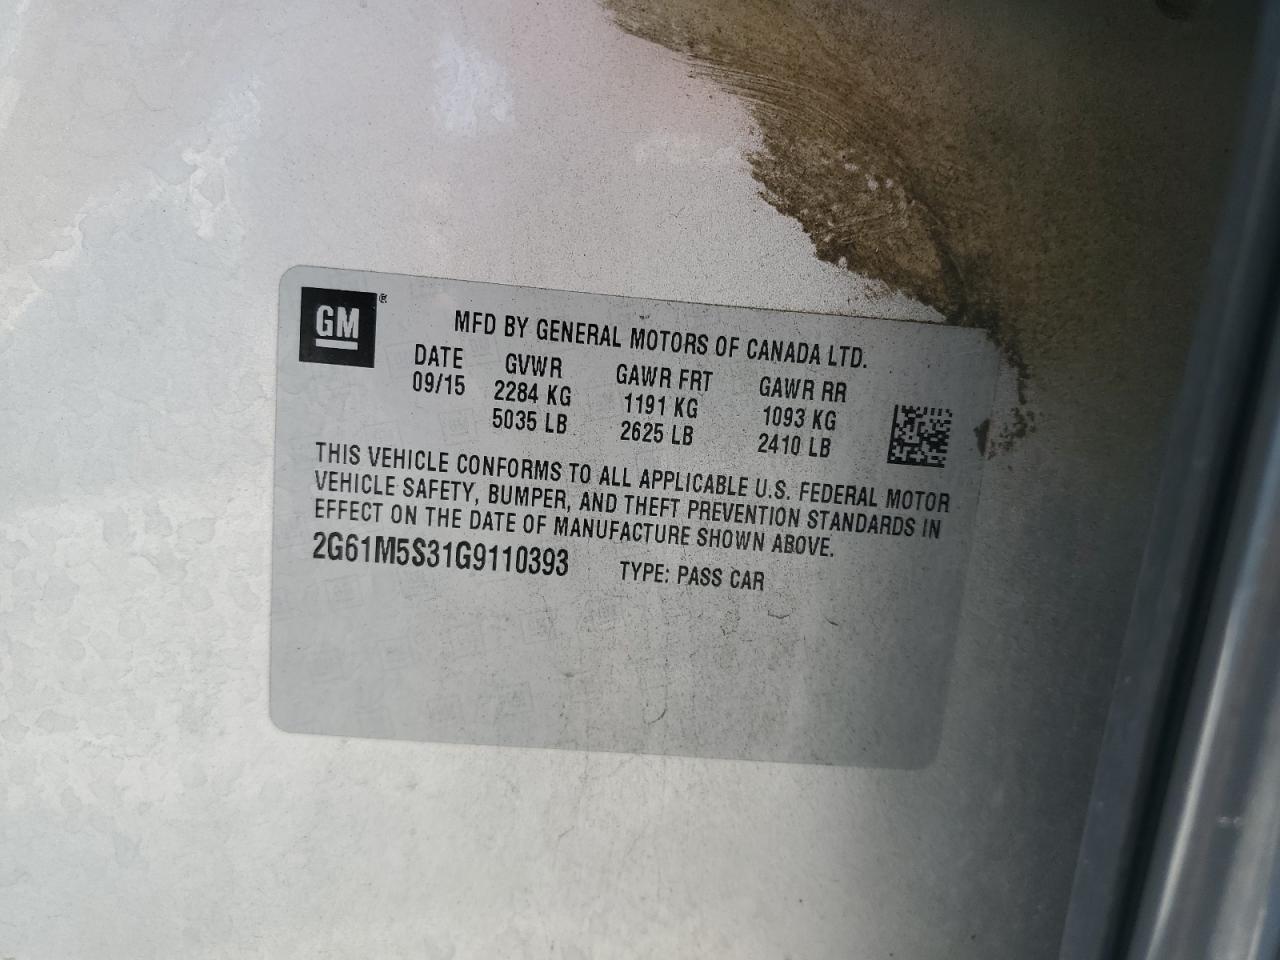 GM®
MFD BY GENERAL MOTORS OF CANADA LTD.
DATE GVWR GAWR FRT GAWR RR
09/15 2284 KG 1191 KG 1093 KG
5035 LB 2625 LB 2410 LB
THIS VEHICLE CONFORMS TO ALL APPLICABLE U.S. FEDERAL MOTOR
VEHICLE SAFETY, BUMPER, AND THEFT PREVENTION STANDARDS IN
EFFECT ON THE DATE OF MANUFACTURE SHOWN ABOVE.
2G61M5S31G9110393 TYPE: PASS CAR